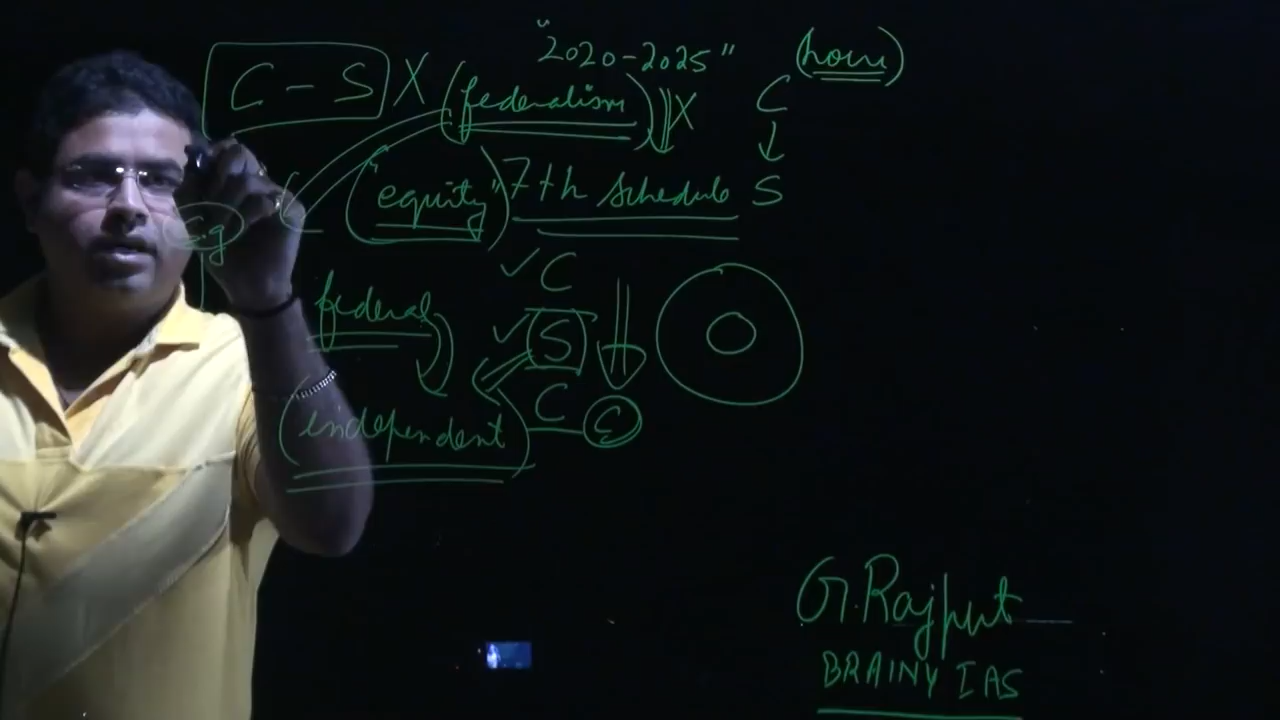 "2020-2025"
C - S X (federalism) X C (how)
"equity" 7th Schedule S
e.g
C
federal
S
C E
(independent)
G.Rajput
BRAINY IAS